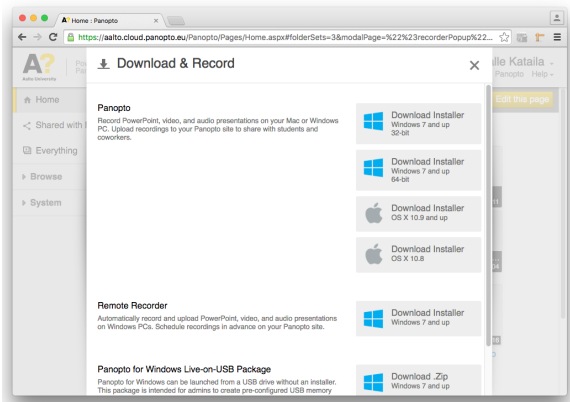 A? Home : Panopto
https://aalto.cloud.panopto.eu/Panopto/Pages/Home.aspx#folderSets=3&modalPage=%22%23recorderPopup%22...
A?
Aalto University
Download & Record
lle Kataila
Panopto Help
Home
Edit this page
Shared with
Everything
Browse
System
Panopto
Record PowerPoint, video, and audio presentations on your Mac or Windows
PC. Upload recordings to your Panopto site to share with students and
coworkers.
Download Installer
Windows 7 and up
32-bit
Download Installer
Windows 7 and up
64-bit
Download Installer
OS X 10.9 and up
Download Installer
OS X 10.8
Remote Recorder
Automatically record and upload PowerPoint, video, and audio presentations
on Windows PCs. Schedule recordings in advance on your Panopto site.
Download Installer
Windows 7 and up
Panopto for Windows Live-on-USB Package
Panopto for Windows can be launched from a USB drive without an installer.
This package is intended for admins to create pre-configured USB memory
Download .Zip
Windows 7 and up